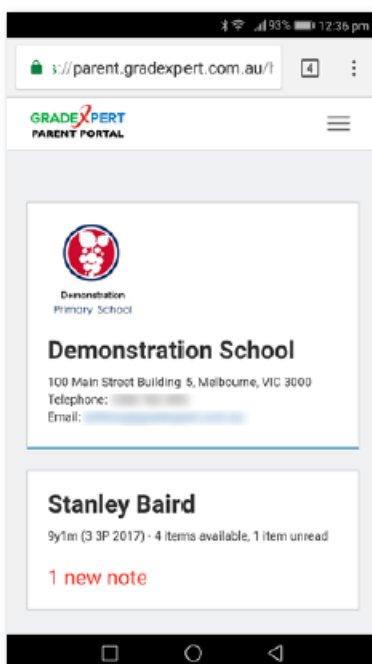 93% 12:36 pm
s://parent.gradexpert.com.au/h 4
GRADEXPERT
PARENT PORTAL
Demonstration
Primary School
Demonstration School
100 Main Street Building 5, Melbourne, VIC 3000
Telephone:
Email:
Stanley Baird
9y1m (3 3P 2017) - 4 items available, 1 item unread
1 new note